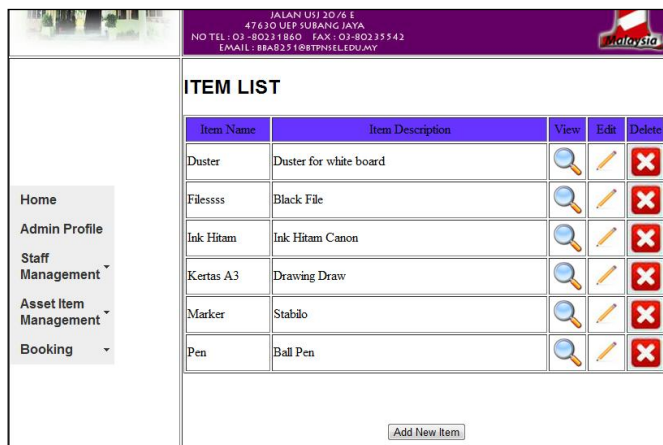 JALAN USJ 20/6 E
47630 UEP SUBANG JAYA
NO TEL : 03 -80231860 FAX : 03-80235542
EMAIL : BBA8251@BTPNSEL.EDU.MY
Malaysia
Home
Admin Profile
Staff
Management
Asset Item
Management
Booking
ITEM LIST
Item Name Item Description View Edit Delete
Duster Duster for white board
Filessss Black File
Ink Hitam Ink Hitam Canon
Kertas A3 Drawing Draw
Marker Stabilo
Pen Ball Pen
Add New Item